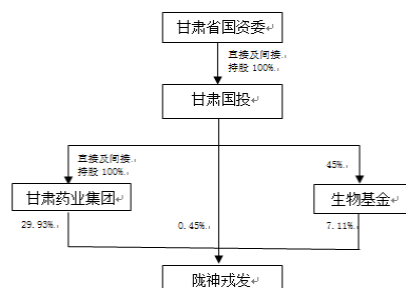 甘肃省国资委
直接及间接
持股 100%
甘肃国投
直接及间接
持股 100%
45%
甘肃药业集团
生物基金
29.93%
0.45%
7.11%
陇神戎发